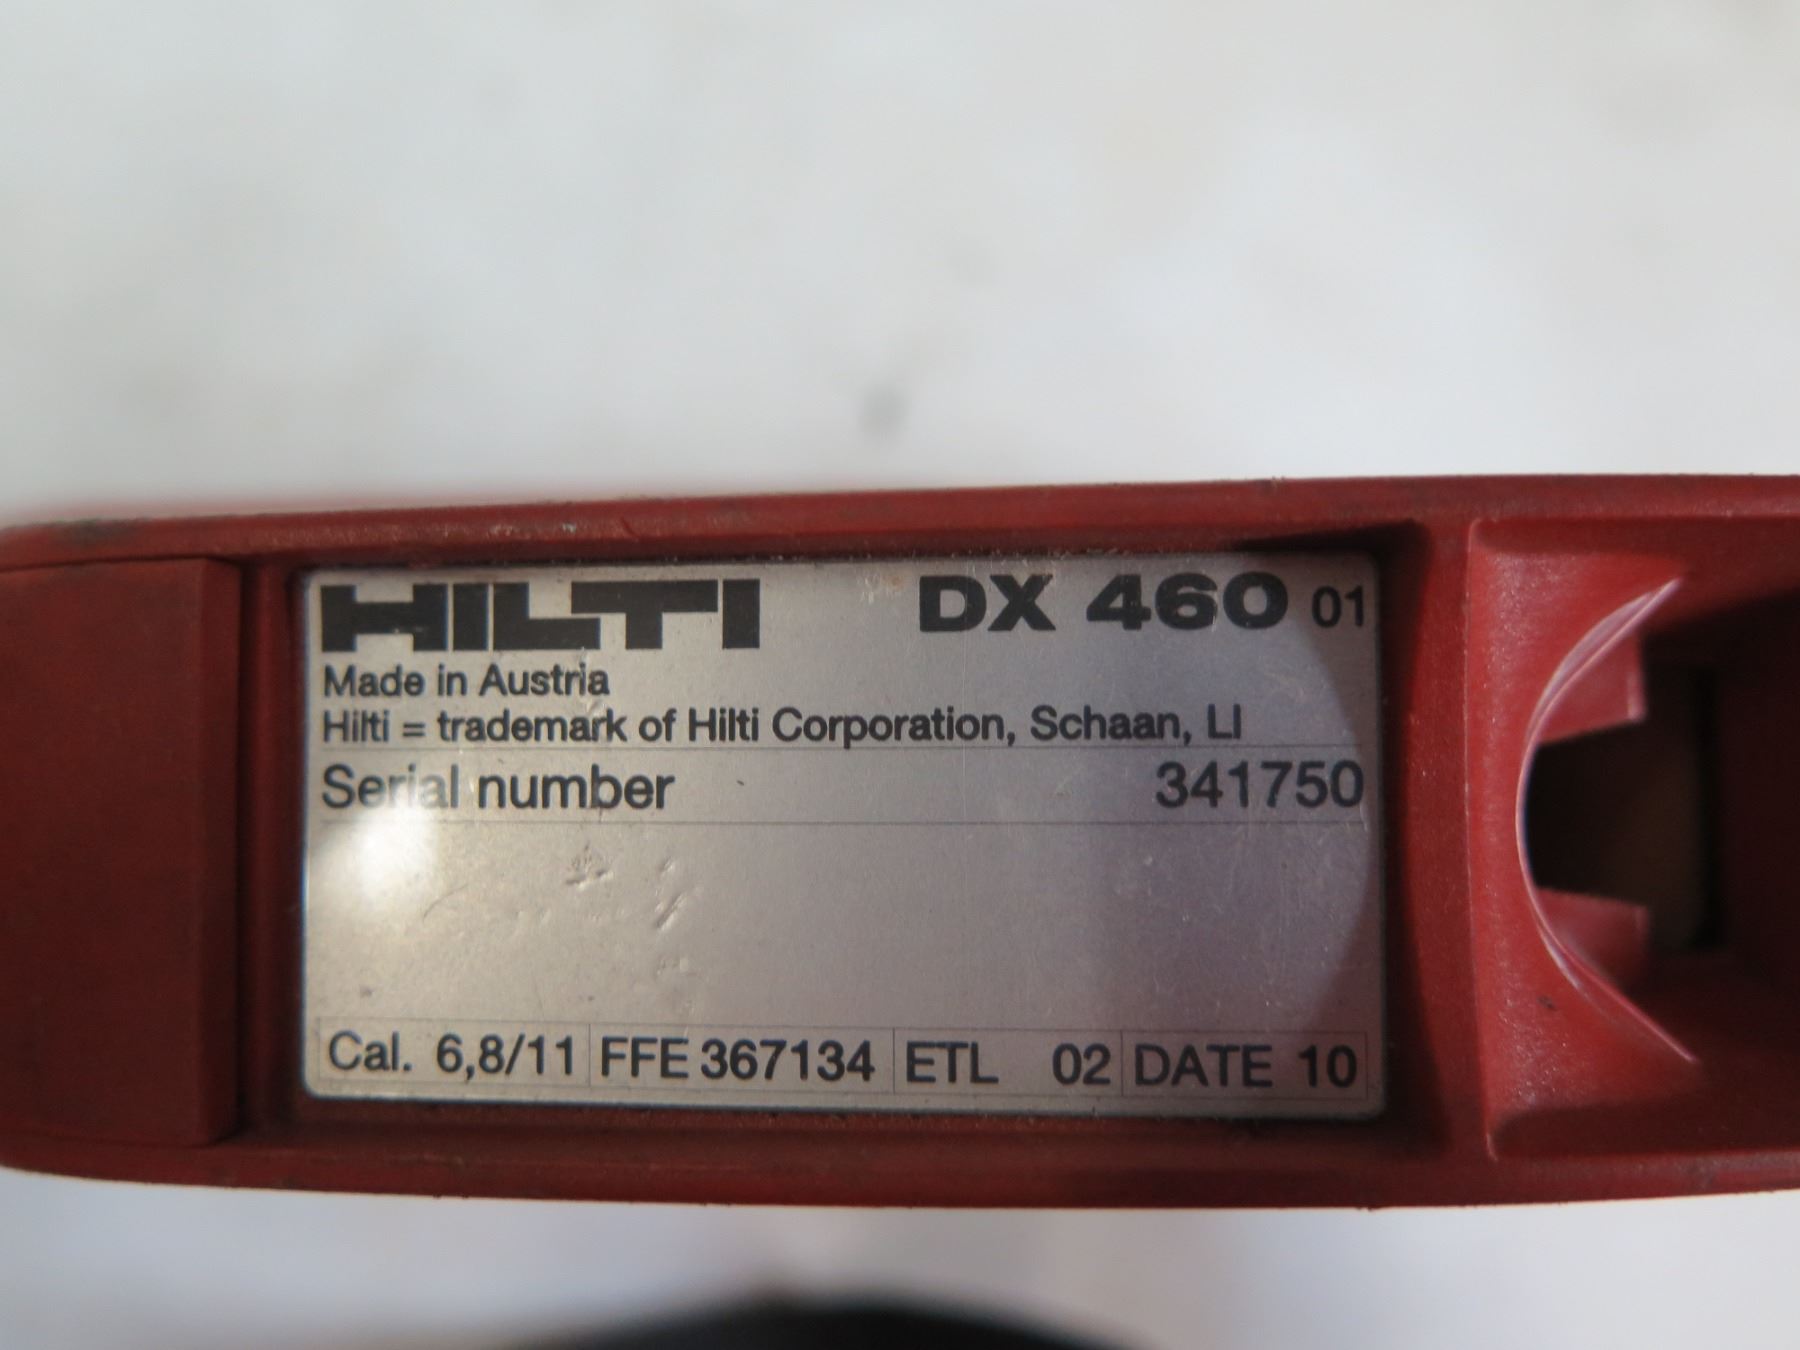 HILTI DX 460 01
Made in Austria
Hilti = trademark of Hilti Corporation, Schaan, LI
Serial number 341750
Cal. 6,8/11 FFE 367134 ETL 02 DATE 10